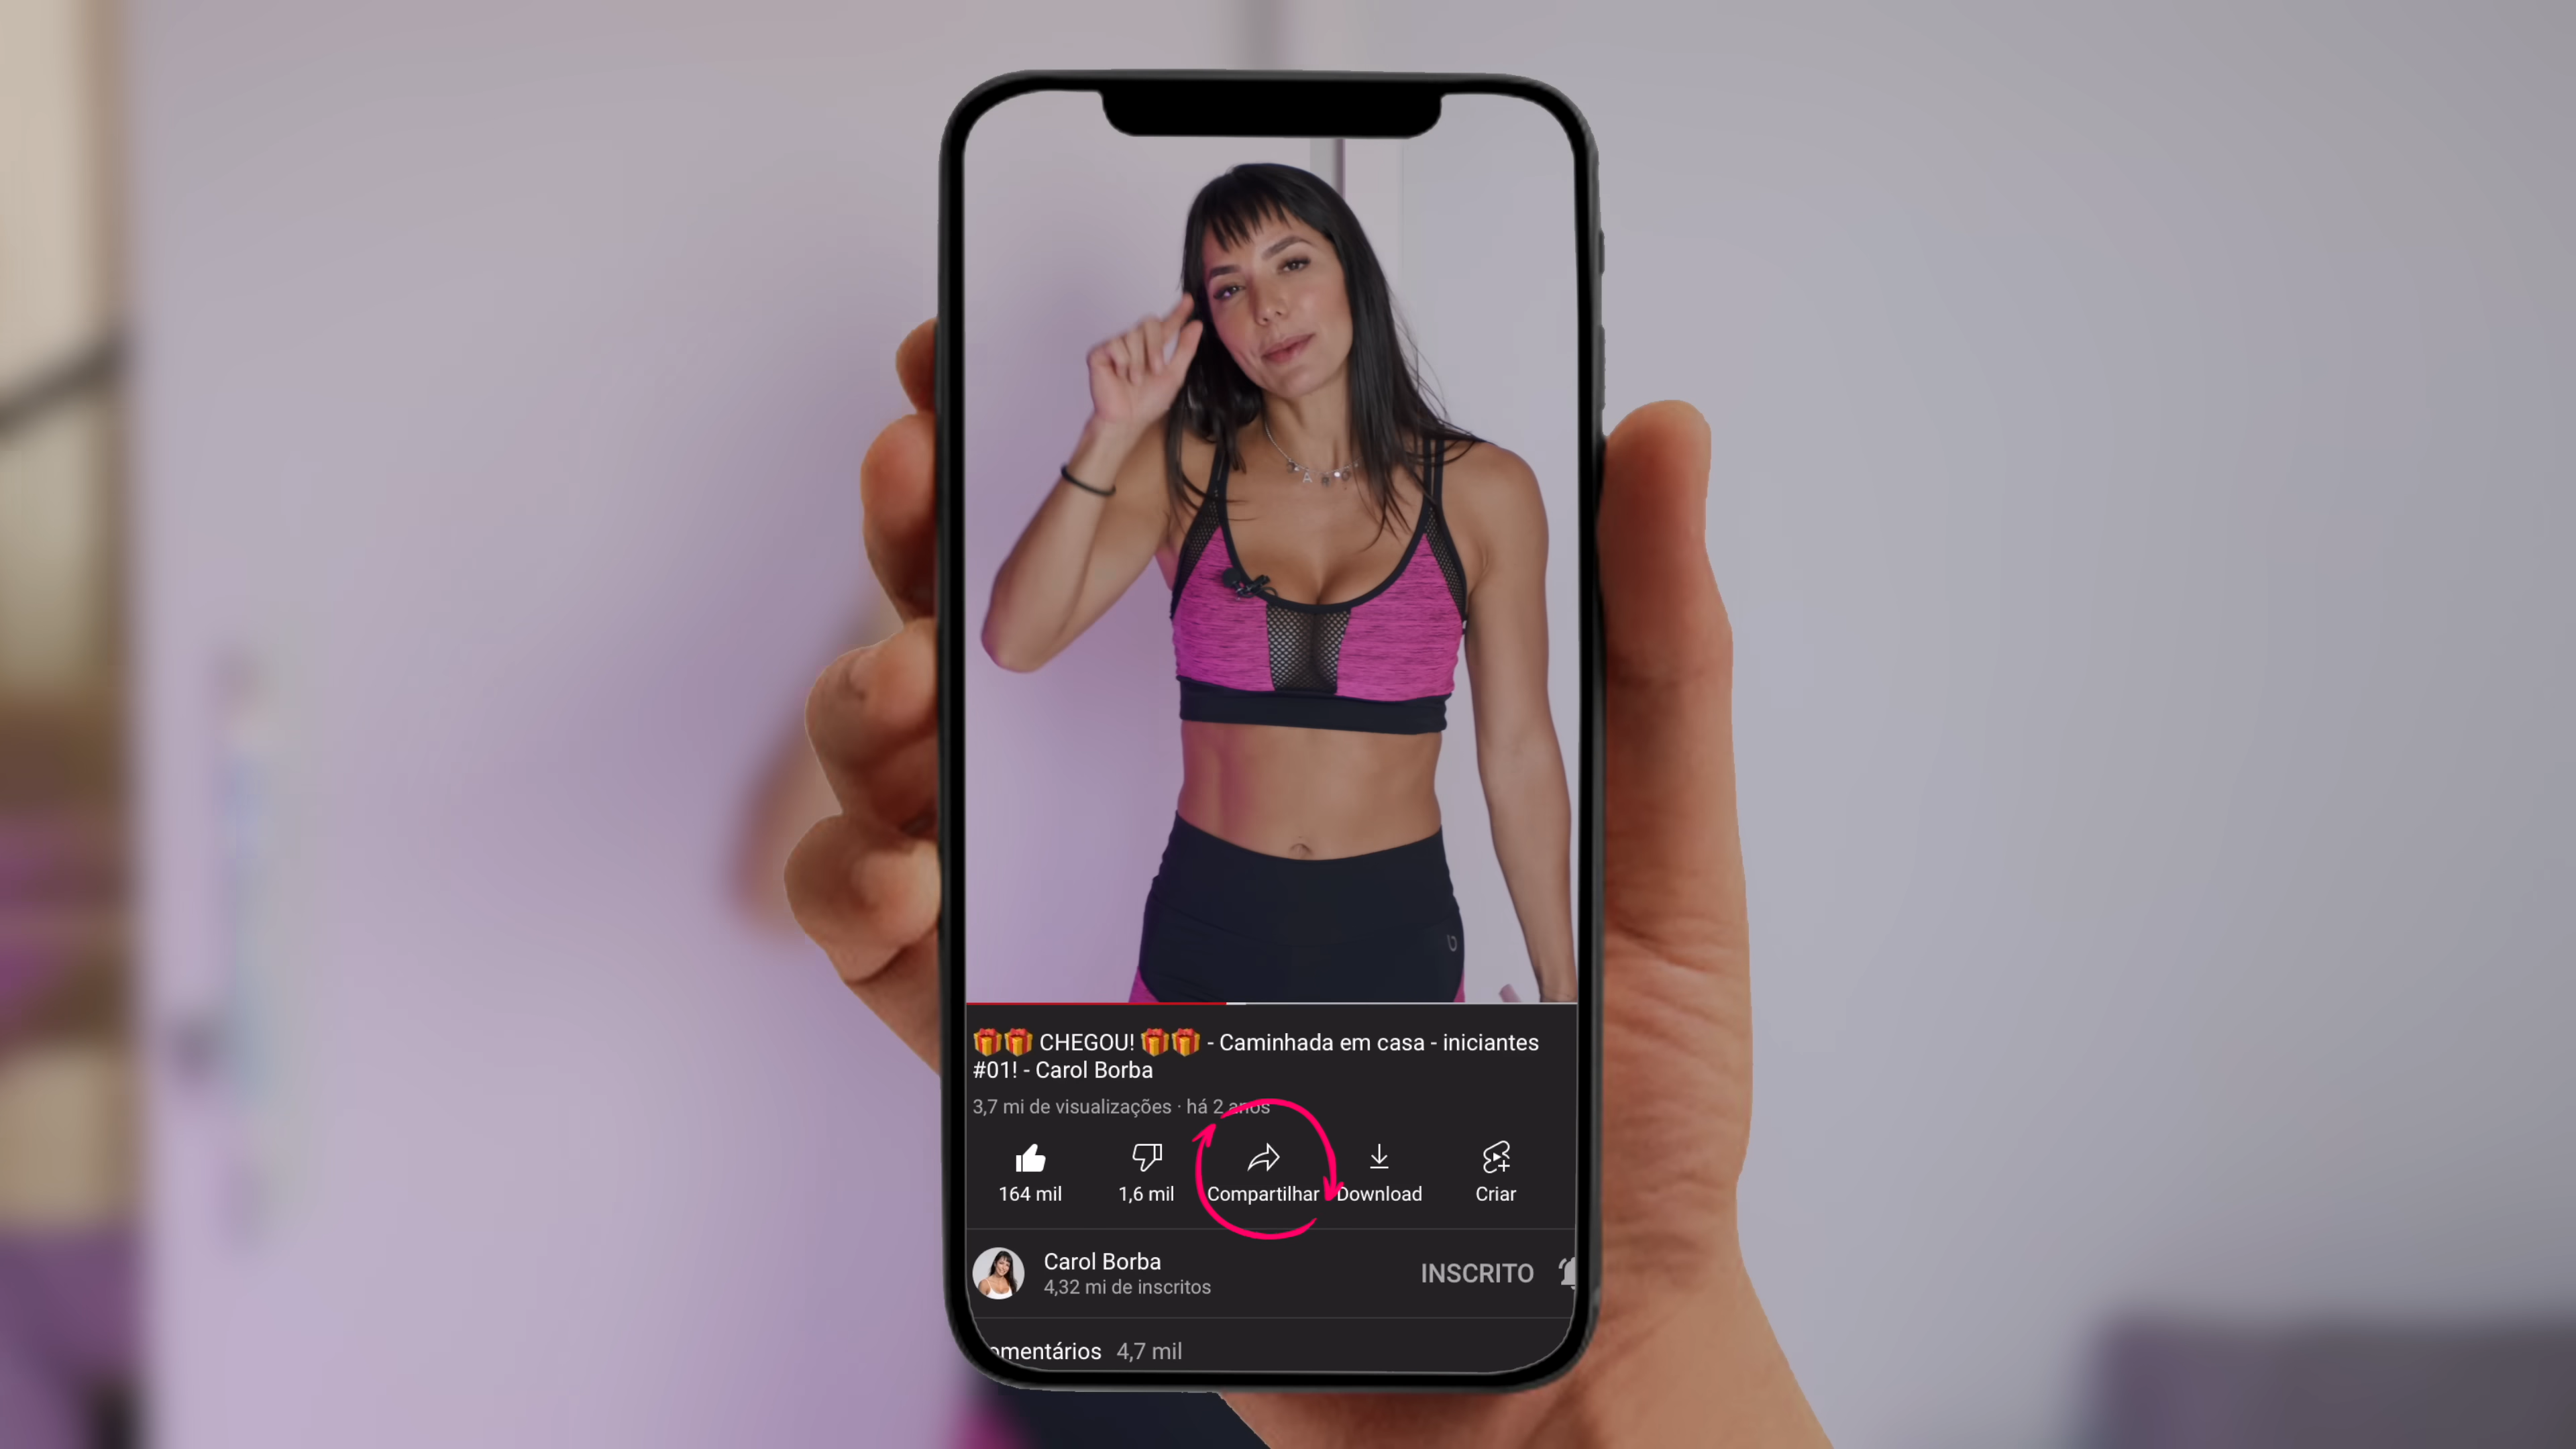 🎁🎁 CHEGOU! 🎁🎁 - Caminhada em casa - iniciantes
#01! - Carol Borba
3,7 mi de visualizações · há 2 anos
164 mil
1,6 mil
Compartilhar
Download
Criar
Carol Borba
4,32 mi de inscritos
INSCRITO
omentários 4,7 mil